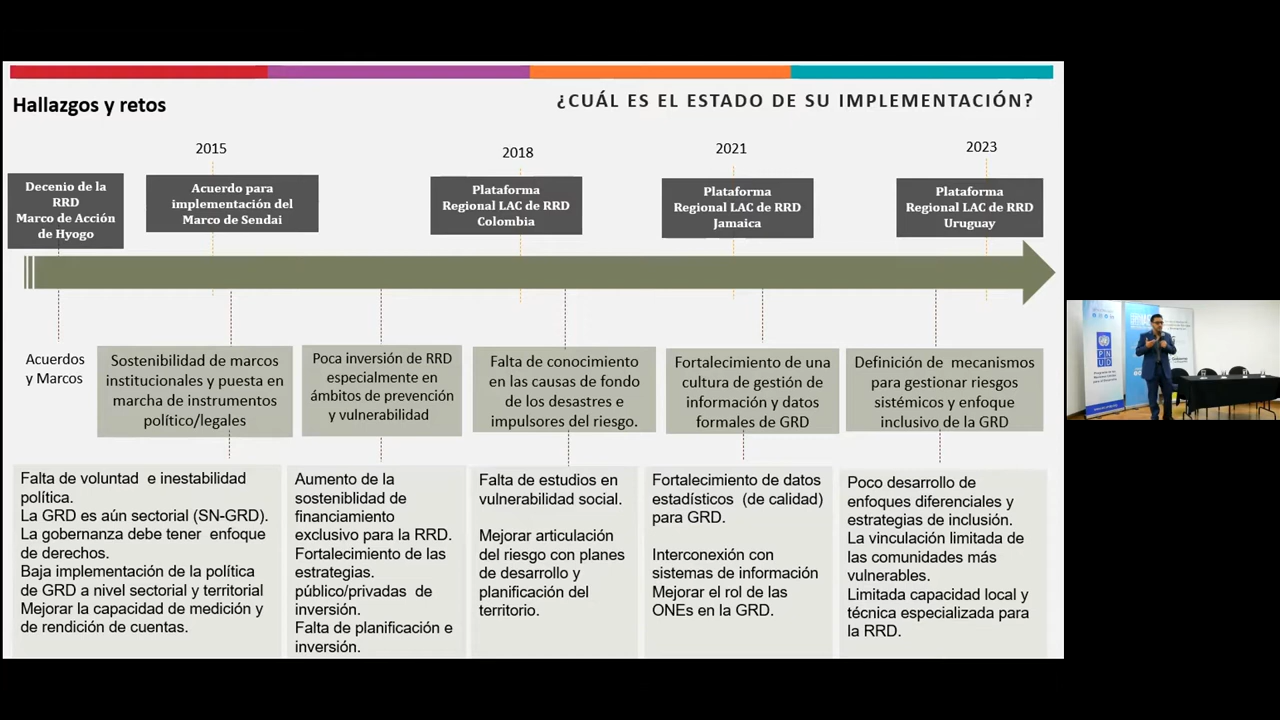 Hallazgos y retos
¿CUÁL ES EL ESTADO DE SU IMPLEMENTACIÓN?
2015
2018
2021
2023
Decenio de la
RRD
Marco de Acción
de Hyogo
Acuerdo para
implementación del
Marco de Sendai
Plataforma
Regional LAC de RRD
Colombia
Plataforma
Regional LAC de RRD
Jamaica
Plataforma
Regional LAC de RRD
Uruguay
Acuerdos
y Marcos
Sostenibilidad de marcos
institucionales y puesta en
marcha de instrumentos
político/legales
Poca inversión de RRD
especialmente en
ámbitos de prevención
y vulnerabilidad
Falta de conocimiento
en las causas de fondo
de los desastres e
impulsores del riesgo.
Fortalecimiento de una
cultura de gestión de
información y datos
formales de GRD
Definición de mecanismos
para gestionar riesgos
sistémicos y enfoque
inclusivo de la GRD
Falta de voluntad e inestabilidad
política.
La GRD es aún sectorial (SN-GRD).
La gobernanza debe tener enfoque
de derechos.
Baja implementación de la política
de GRD a nivel sectorial y territorial
Mejorar la capacidad de medición y
de rendición de cuentas.
Aumento de la
sosteniblidad de
financiamiento
exclusivo para la RRD.
Fortalecimiento de las
estrategias.
público/privadas de
inversión.
Falta de planificación e
inversión.
Falta de estudios en
vulnerabilidad social.
Mejorar articulación
del riesgo con planes
de desarrollo y
planificación del
territorio.
Fortalecimiento de datos
estadísticos (de calidad)
para GRD.
Interconexión con
sistemas de información
Mejorar el rol de las
ONEs en la GRD.
Poco desarrollo de
enfoques diferenciales y
estrategias de inclusión.
La vinculación limitada de
las comunidades más
vulnerables.
Limitada capacidad local y
técnica especializada para
la RRD.
PNUD